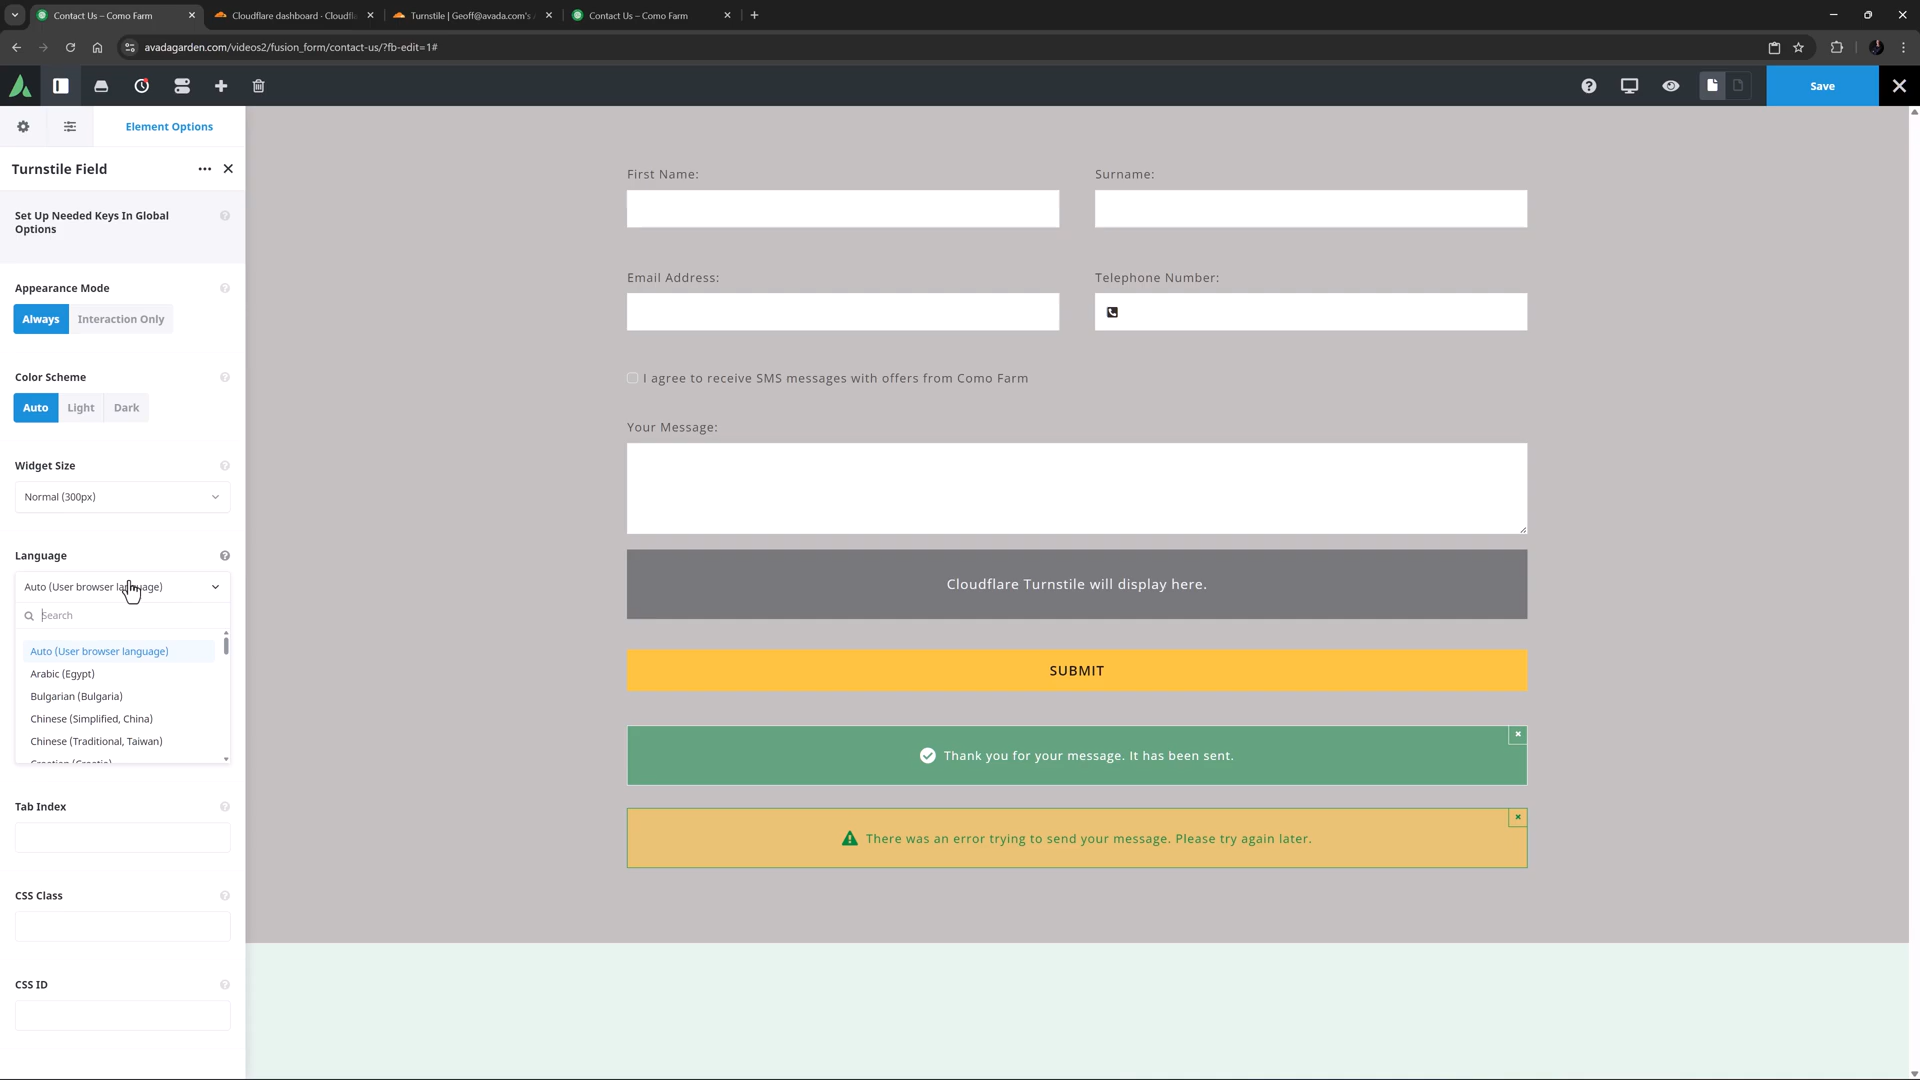 Contact Us – Como Farm
Cloudflare dashboard · Cloudfl
Turnstile | Geoff@avada.com's
Contact Us – Como Farm
avadagarden.com/videos2/fusion_form/contact-us/?fb-edit=1#
Save
Element Options
Turnstile Field
Set Up Needed Keys In Global
Options
Appearance Mode
Always
Interaction Only
Color Scheme
Auto
Light
Dark
Widget Size
Normal (300px)
Language
Auto (User browser language)
Search
Auto (User browser language)
Arabic (Egypt)
Bulgarian (Bulgaria)
Chinese (Simplified, China)
Chinese (Traditional, Taiwan)
Tab Index
CSS Class
CSS ID
First Name:
Surname:
Email Address:
Telephone Number:
I agree to receive SMS messages with offers from Como Farm
Your Message:
Cloudflare Turnstile will display here.
SUBMIT
Thank you for your message. It has been sent.
There was an error trying to send your message. Please try again later.